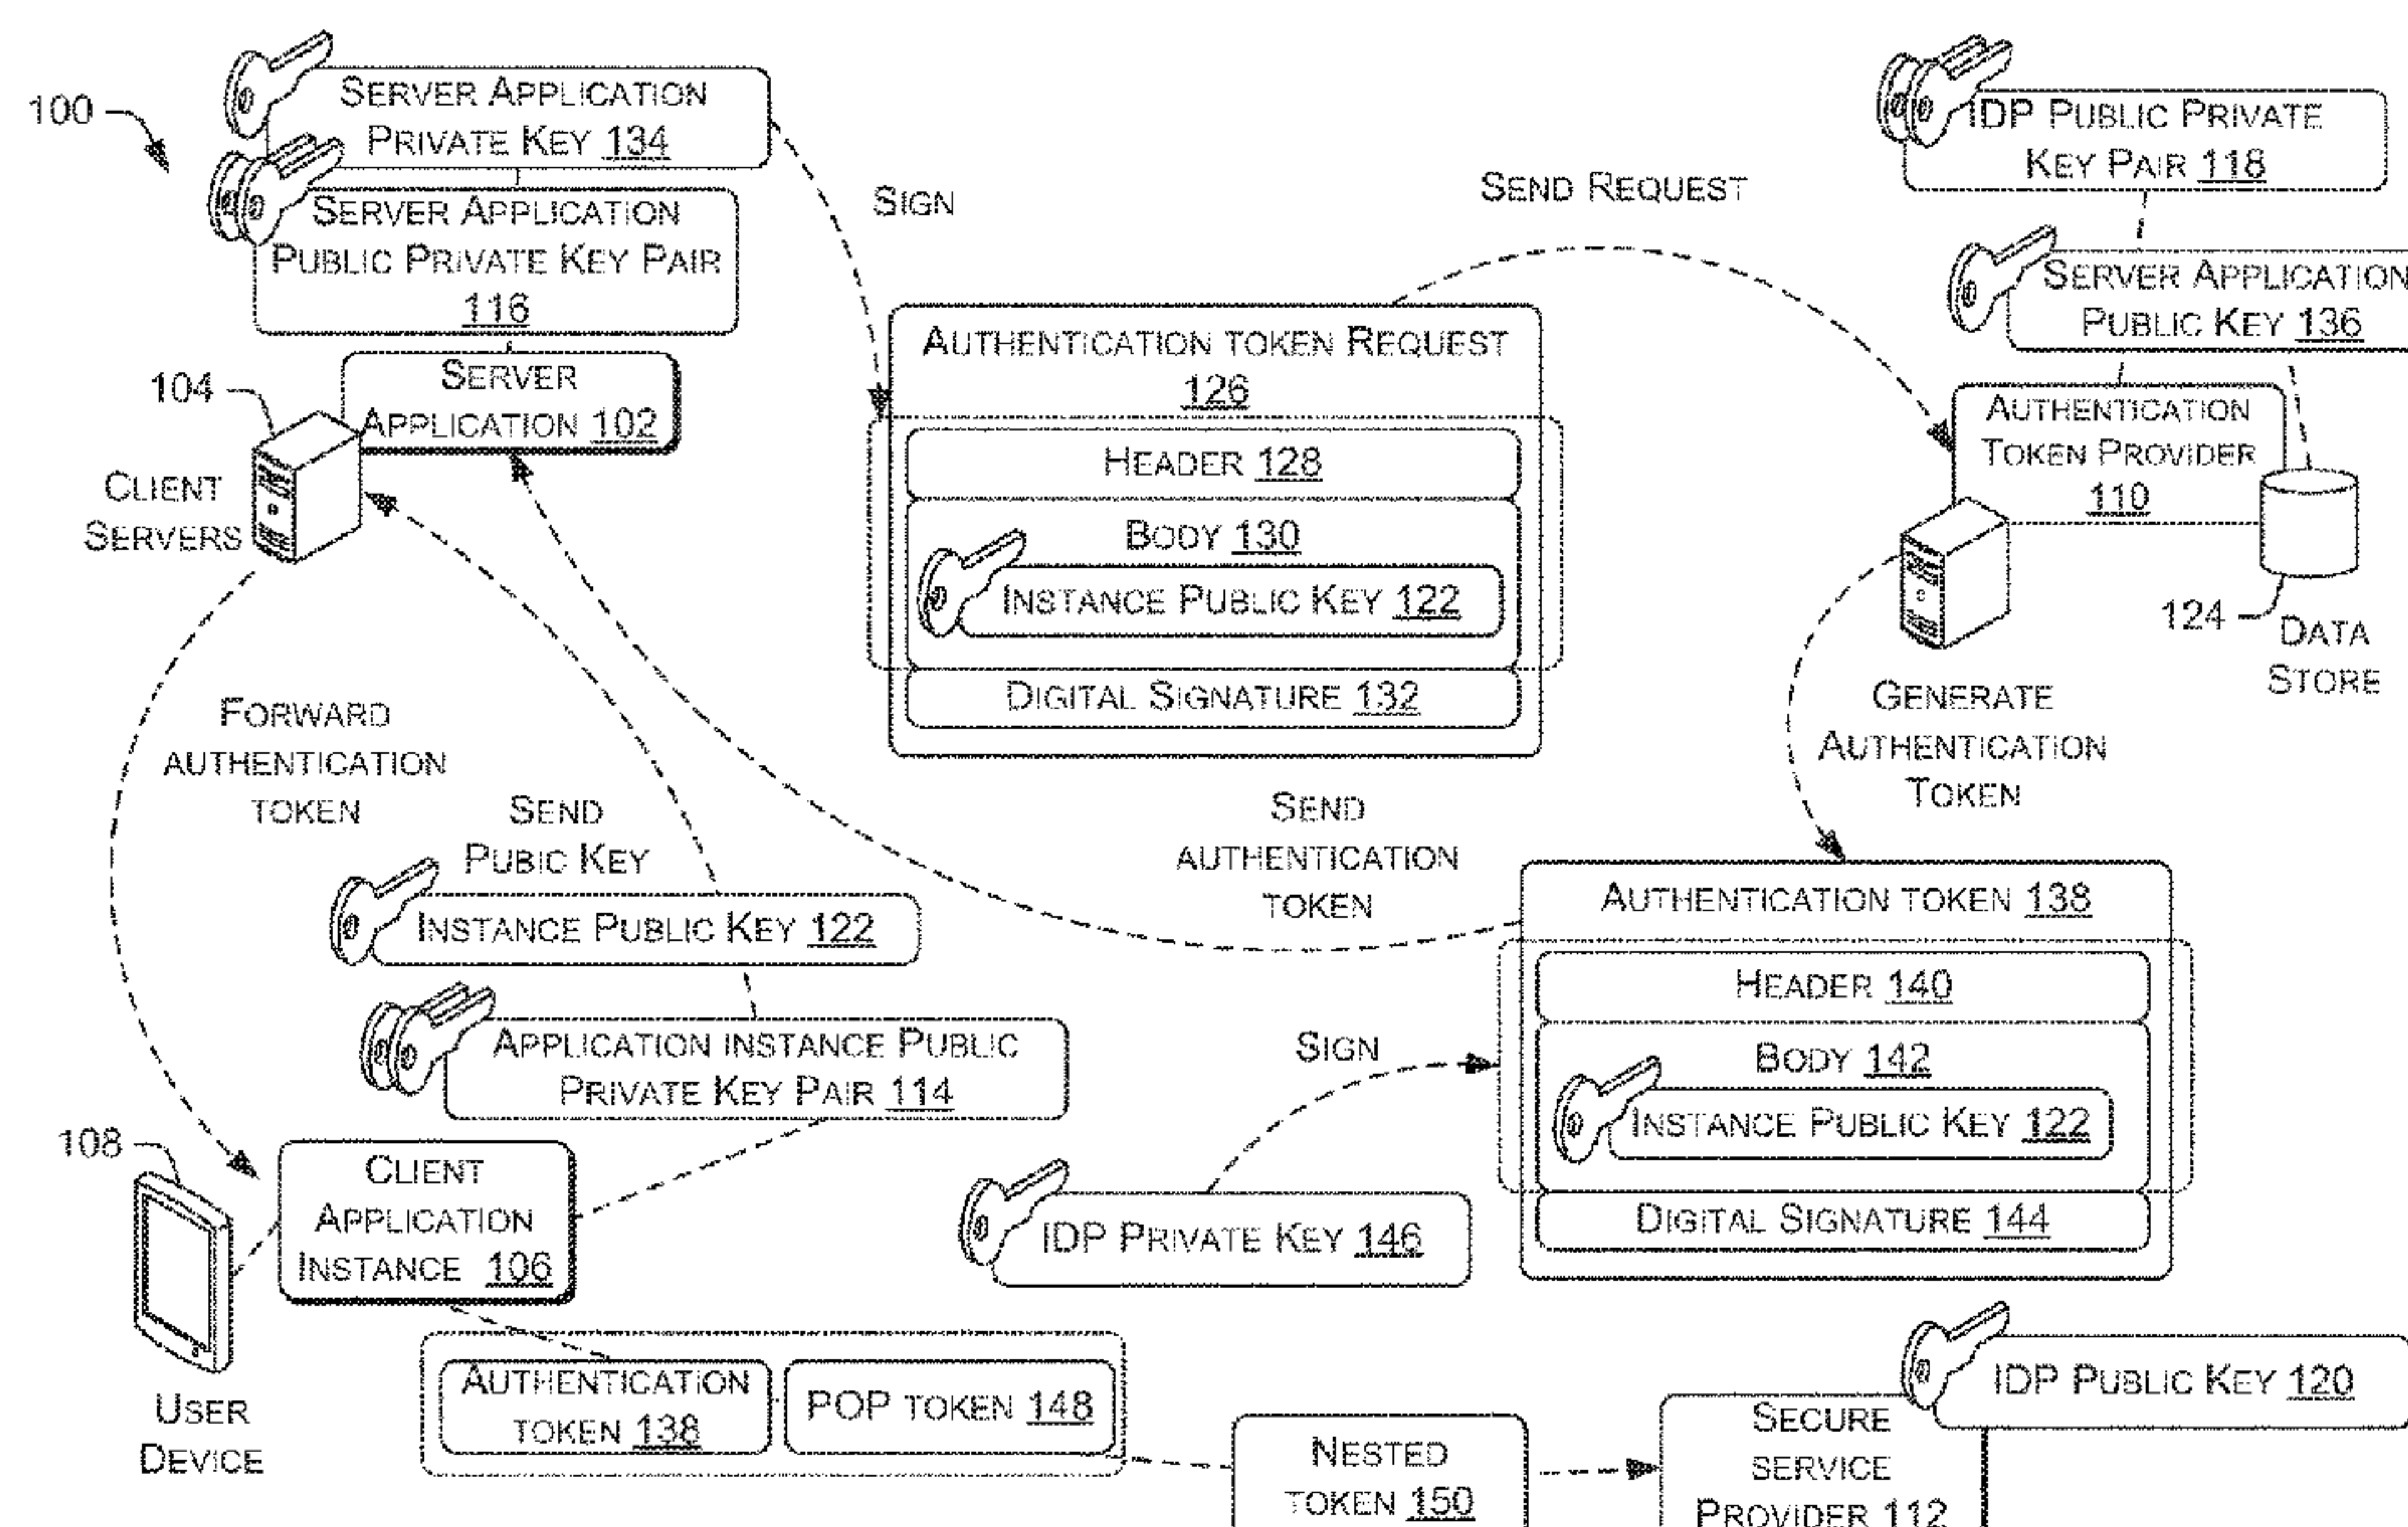 100
SERVER APPLICATION
PRIVATE KEY 134
SERVER APPLICATION
PUBLIC PRIVATE KEY PAIR
116
SERVER
APPLICATION 102
104
CLIENT
SERVERS
SIGN
SEND REQUEST
IDP PUBLIC PRIVATE
KEY PAIR 118
SERVER APPLICATION
PUBLIC KEY 136
AUTHENTICATION
TOKEN PROVIDER
110
124
DATA
STORE
AUTHENTICATION TOKEN REQUEST
126
HEADER 128
BODY 130
INSTANCE PUBLIC KEY 122
DIGITAL SIGNATURE 132
GENERATE
AUTHENTICATION
TOKEN
FORWARD
AUTHENTICATION
TOKEN
SEND
PUBIC KEY
SEND
AUTHENTICATION
TOKEN
INSTANCE PUBLIC KEY 122
APPLICATION INSTANCE PUBLIC
PRIVATE KEY PAIR 114
AUTHENTICATION TOKEN 138
HEADER 140
BODY 142
INSTANCE PUBLIC KEY 122
DIGITAL SIGNATURE 144
SIGN
IDP PRIVATE KEY 146
108
CLIENT
APPLICATION
INSTANCE 106
USER
DEVICE
AUTHENTICATION
TOKEN 138
POP TOKEN 148
NESTED
TOKEN 150
IDP PUBLIC KEY 120
SECURE
SERVICE
PROVIDER 112